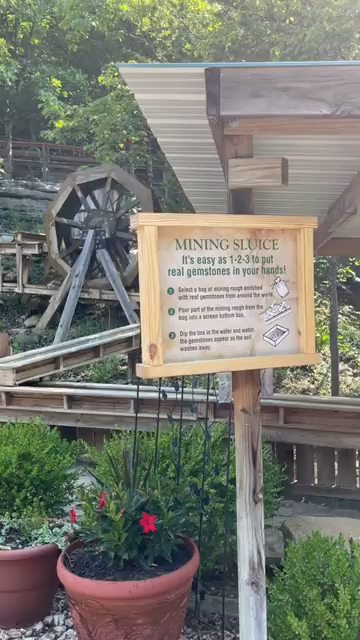 MINING SLUICE
It's easy as 1-2-3 to put
real gemstones in your hands!
1 Select a bag of mining rough enriched
with real gemstones from around the world.
2 Pour part of the mining rough
bag into a screen bottom box.
3 Dip the box in the water and watch
the gemstones appear as the soil
washes away.